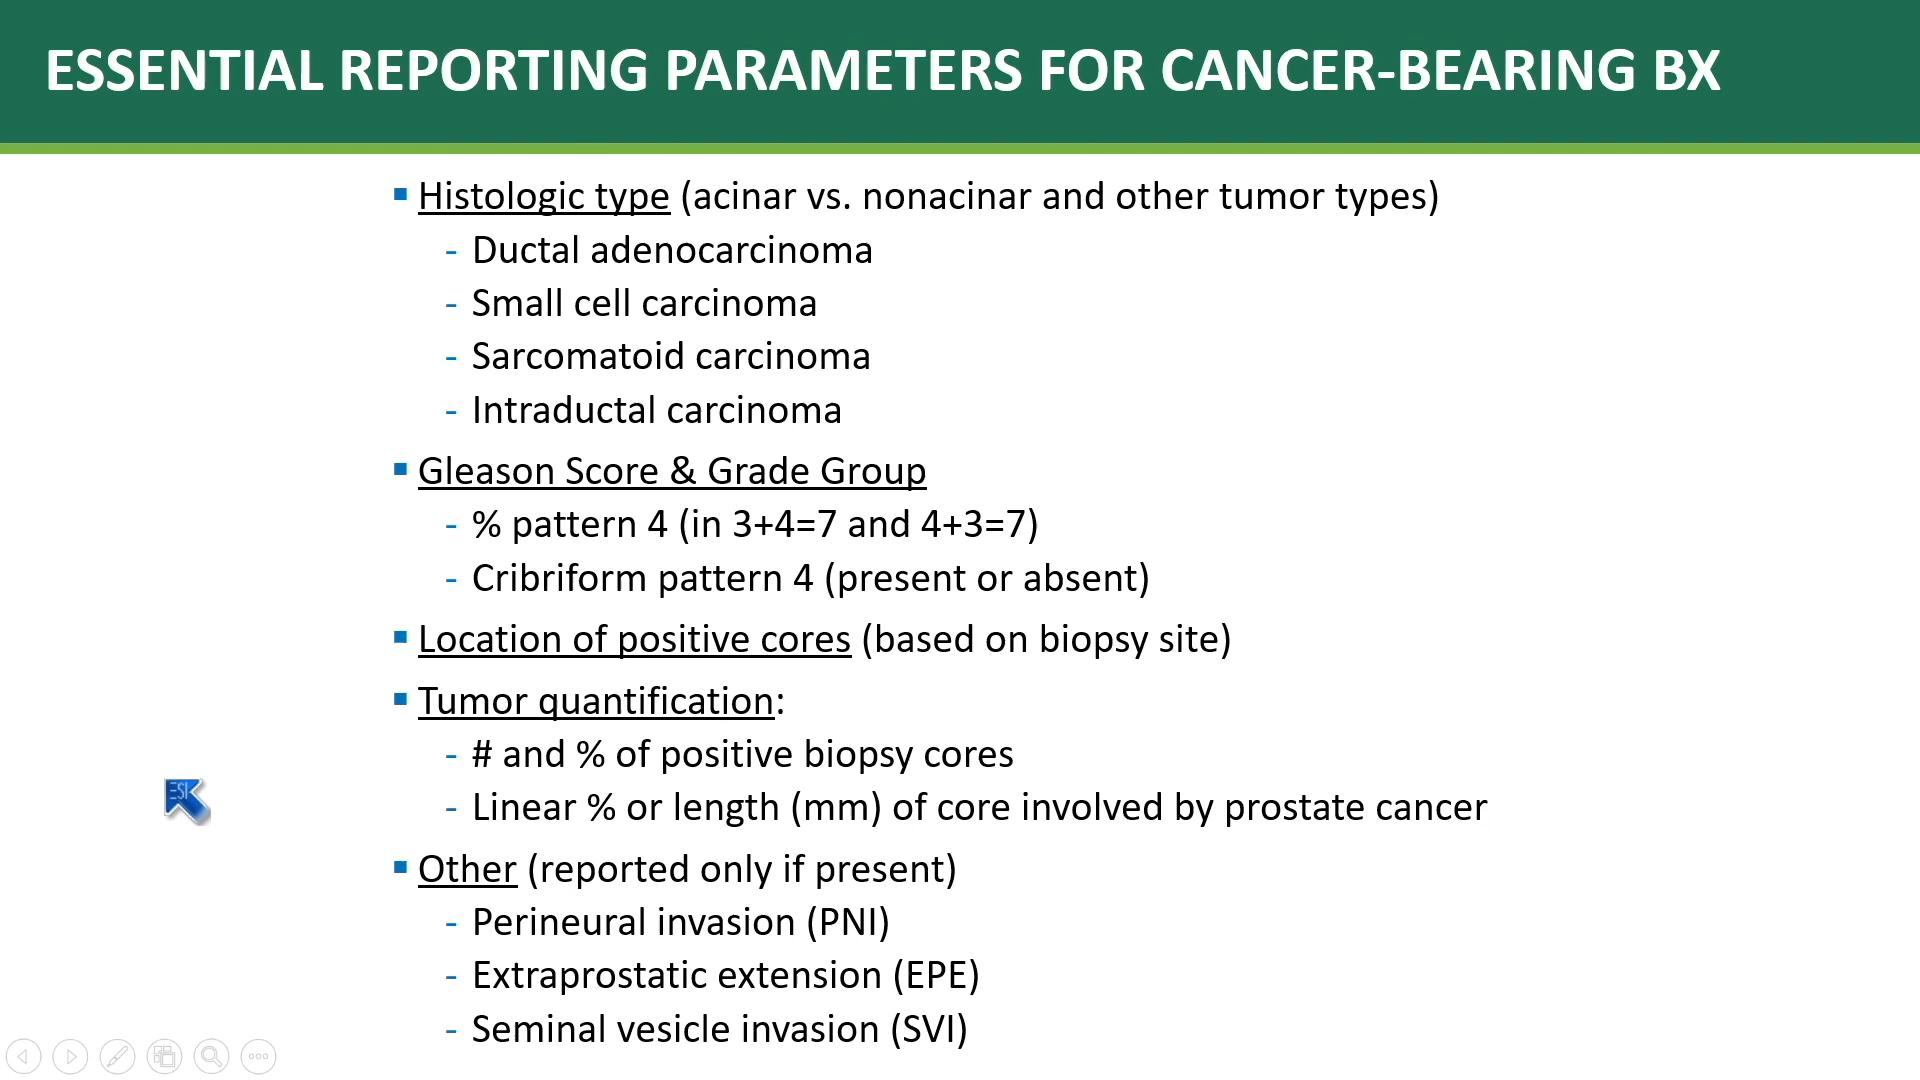 ESSENTIAL REPORTING PARAMETERS FOR CANCER-BEARING BX
▪ Histologic type (acinar vs. nonacinar and other tumor types)
- Ductal adenocarcinoma
- Small cell carcinoma
- Sarcomatoid carcinoma
- Intraductal carcinoma
▪ Gleason Score & Grade Group
- % pattern 4 (in 3+4=7 and 4+3=7)
- Cribriform pattern 4 (present or absent)
▪ Location of positive cores (based on biopsy site)
▪ Tumor quantification:
- # and % of positive biopsy cores
- Linear % or length (mm) of core involved by prostate cancer
▪ Other (reported only if present)
- Perineural invasion (PNI)
- Extraprostatic extension (EPE)
- Seminal vesicle invasion (SVI)